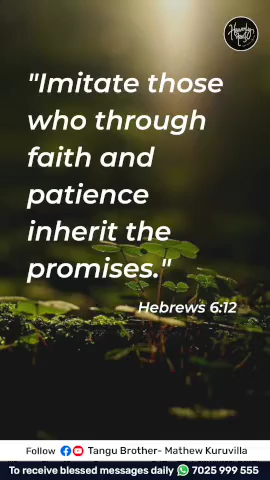 "Imitate those
who through
faith and
patience
inherit the
promises."
Hebrews 6:12
Follow Tangu Brother- Mathew Kuruvilla
To receive blessed messages daily 7025 999 555